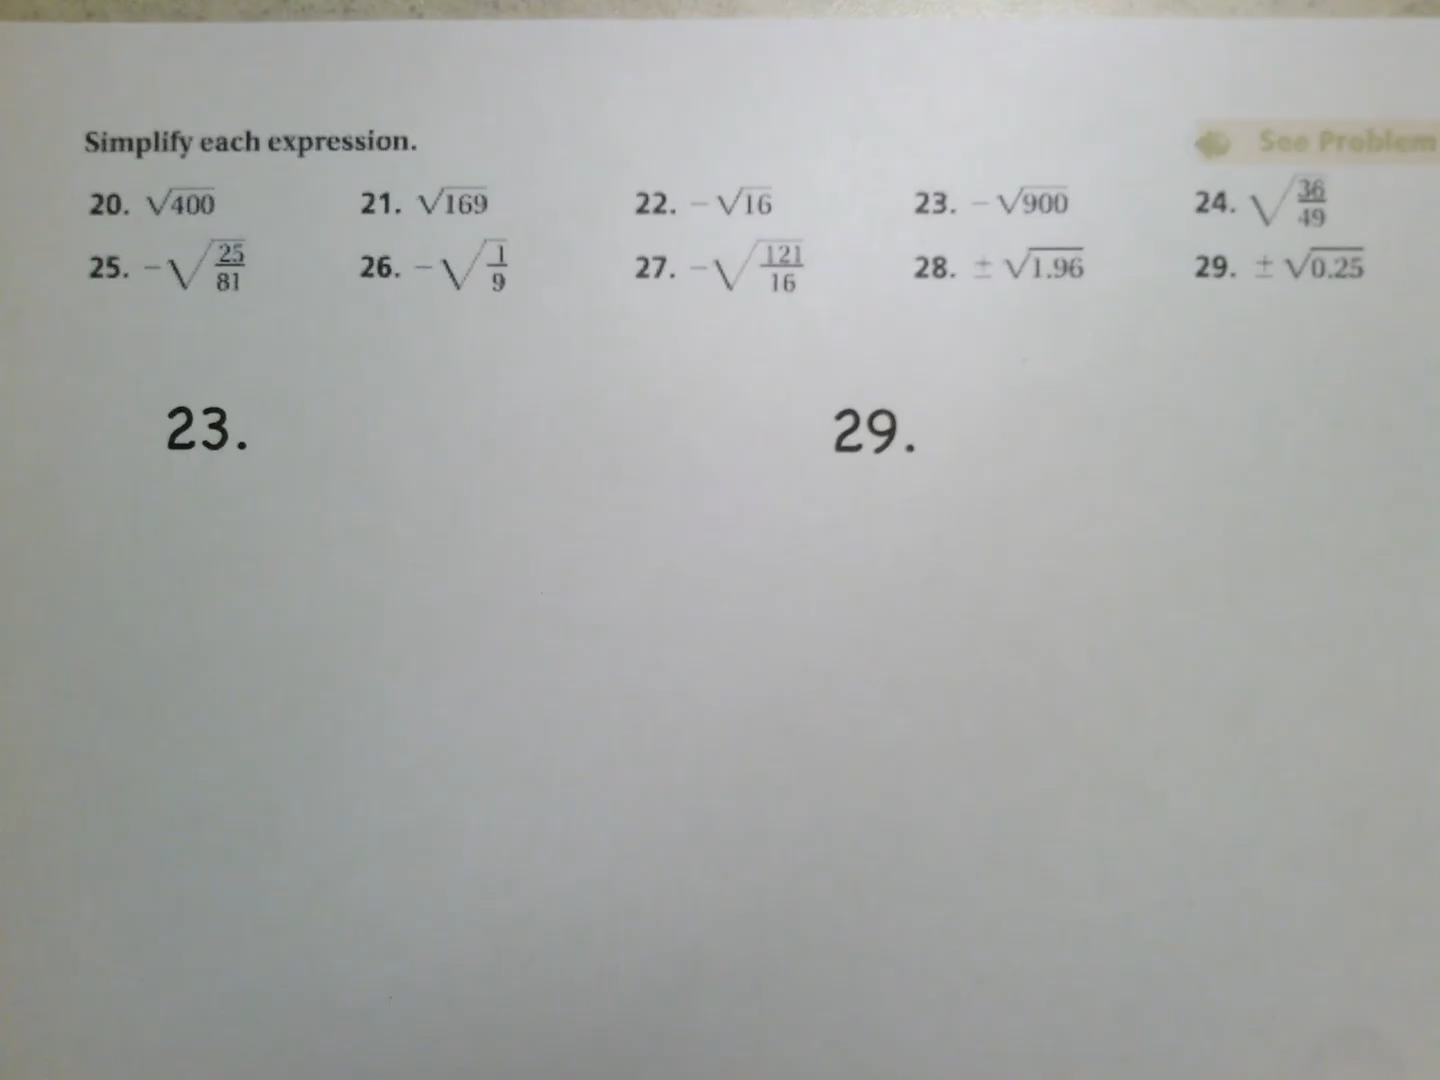 Simplify each expression.
See Problem
20. √400 21. √169 22. -√16 23. -√900 24. √36/49
25. -√25/81 26. -√1/9 27. -√121/16 28. ±√1.96 29. ±√0.25
23. 29.